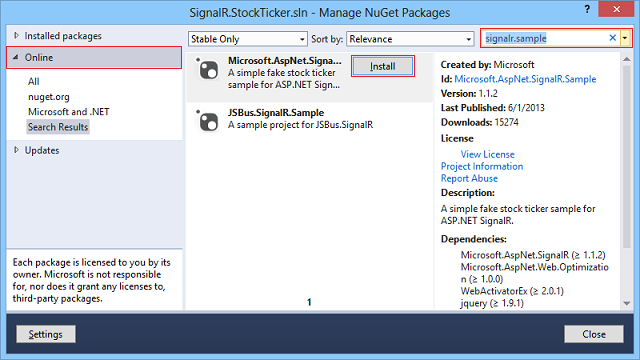 SignalR.StockTicker.sln - Manage NuGet Packages
Installed packages
Online
All
nuget.org
Microsoft and .NET
Search Results
Updates
Each package is licensed to you by its
owner. Microsoft is not responsible
for, nor does it grant any licenses to,
third-party packages.
Stable Only
Sort by: Relevance
Microsoft.AspNet.Signa...
A simple fake stock ticker
sample for ASP.NET Sign...
Install
JSBus.SignalR.Sample
A sample project for JSBus.SignalR
1
signalr.sample
Created by: Microsoft
Id: Microsoft.AspNet.SignalR.Sample
Version: 1.1.2
Last Published: 6/1/2013
Downloads: 15274
License
View License
Project Information
Report Abuse
Description:
A simple fake stock ticker sample for
ASP.NET SignalR.
Dependencies:
Microsoft.AspNet.SignalR (≥ 1.1.2)
Microsoft.AspNet.Web.Optimizatio
n (≥ 1.0.0)
WebActivatorEx (≥ 2.0.1)
jquery (≥ 1.9.1)
Settings
Close